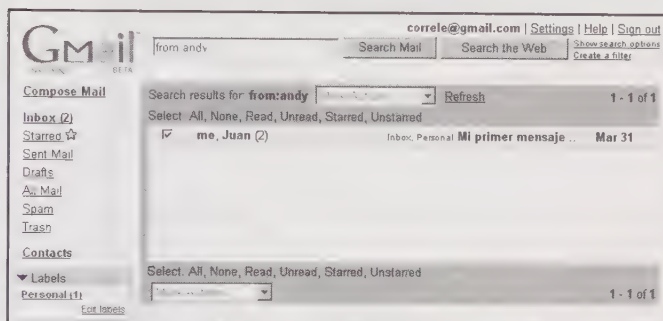 correle@gmail.com | Settings | Help | Sign out
GMail
BETA
from andy
Search Mail
Search the Web
Show search options
Create a filter
Compose Mail
Inbox (2)
Starred
Sent Mail
Drafts
All Mail
Spam
Trash
Contacts
Labels
Personal (1)
Edit labels
Search results for from:andy
Refresh
1 - 1 of 1
Select: All, None, Read, Unread, Starred, Unstarred
me, Juan (2) Inbox, Personal Mi primer mensaje .. Mar 31
Select: All, None, Read, Unread, Starred, Unstarred
1 - 1 of 1